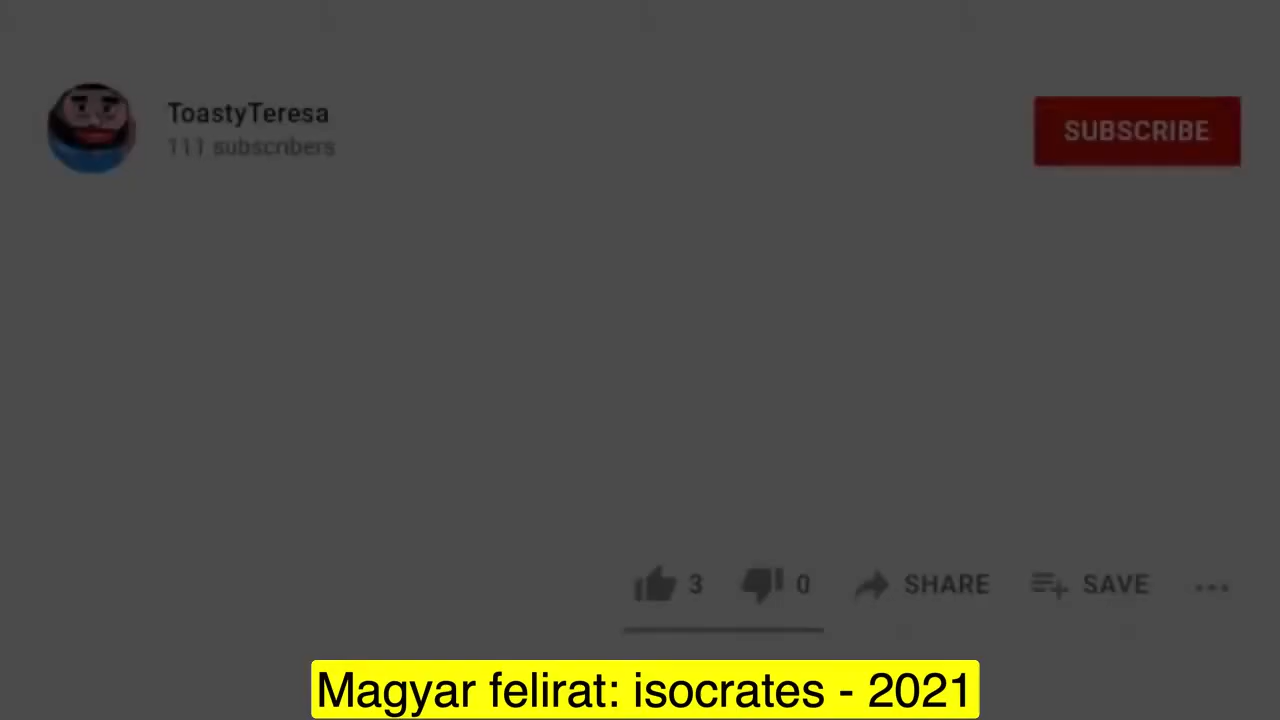 ToastyTeresa
111 subscribers
SUBSCRIBE
3 0 SHARE SAVE
Magyar felirat: isocrates - 2021